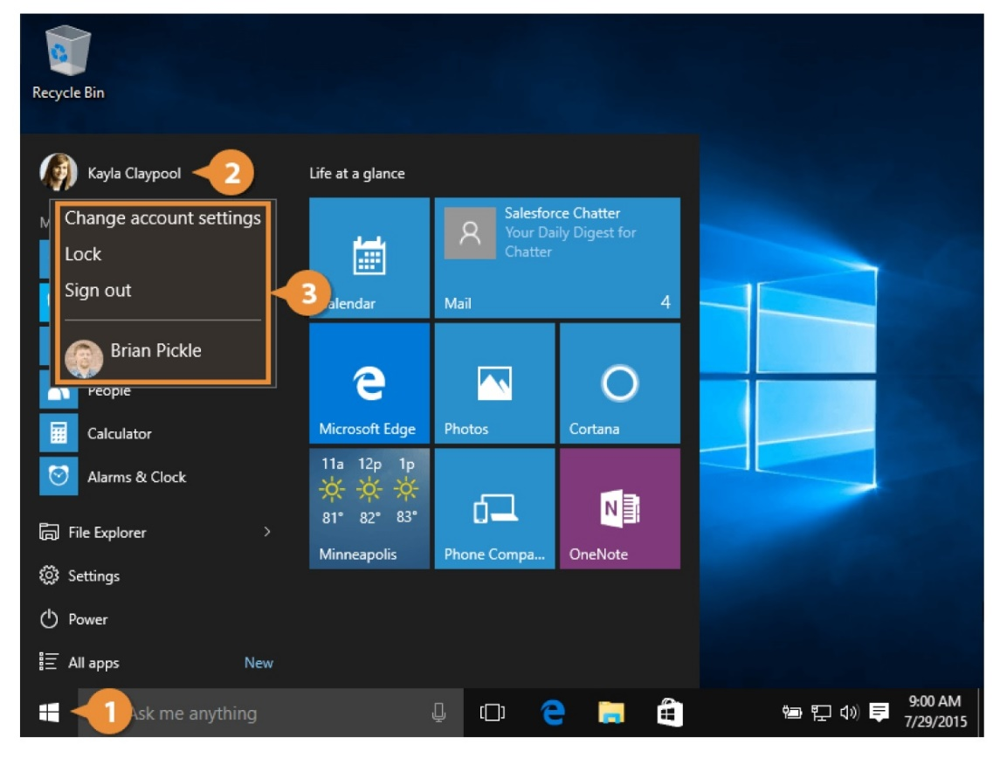 Recycle Bin
Kayla Claypool
2
Life at a glance
Change account settings
Lock
Sign out
3
Brian Pickle
People
Calculator
Alarms & Clock
File Explorer
Settings
Power
All apps
New
Calendar
Salesforce Chatter
Your Daily Digest for
Chatter
Mail
4
Microsoft Edge
Photos
Cortana
11a 12p 1p
81° 82° 83°
Minneapolis
Phone Compa...
OneNote
N
1
Ask me anything
9:00 AM
7/29/2015